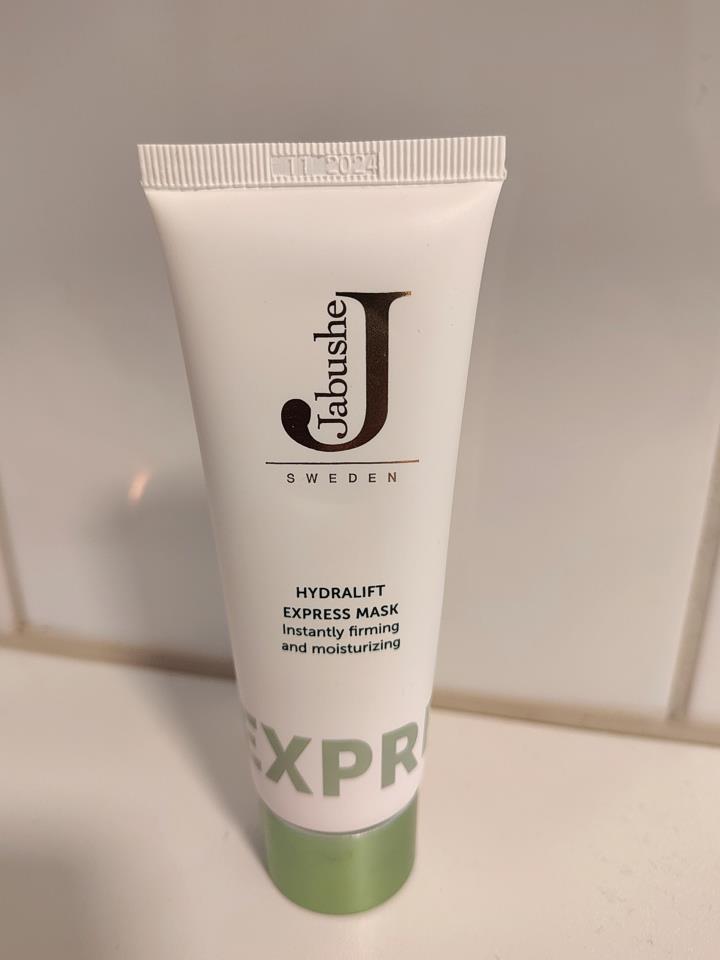 11 2024
J
Jabushe
SWEDEN
HYDRALIFT
EXPRESS MASK
Instantly firming
and moisturizing
EXPR